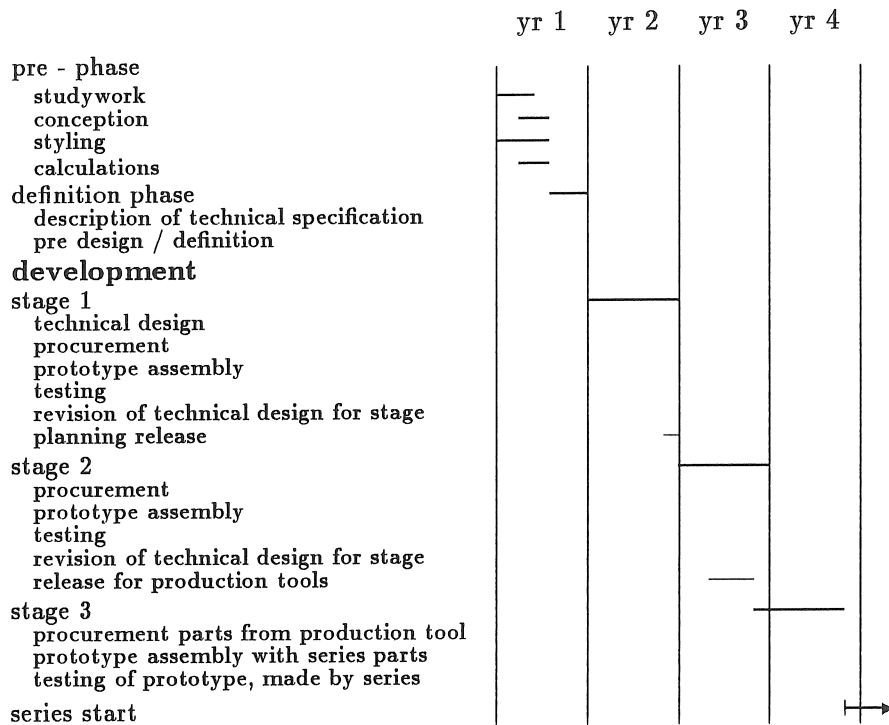 yr 1 yr 2 yr 3 yr 4
pre - phase
studywork
conception
styling
calculations
definition phase
description of technical specification
pre design / definition
development
stage 1
technical design
procurement
prototype assembly
testing
revision of technical design for stage
planning release
stage 2
procurement
prototype assembly
testing
revision of technical design for stage
release for production tools
stage 3
procurement parts from production tool
prototype assembly with series parts
testing of prototype, made by series
series start